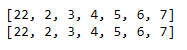 [22, 2, 3, 4, 5, 6, 7]
[22, 2, 3, 4, 5, 6, 7]